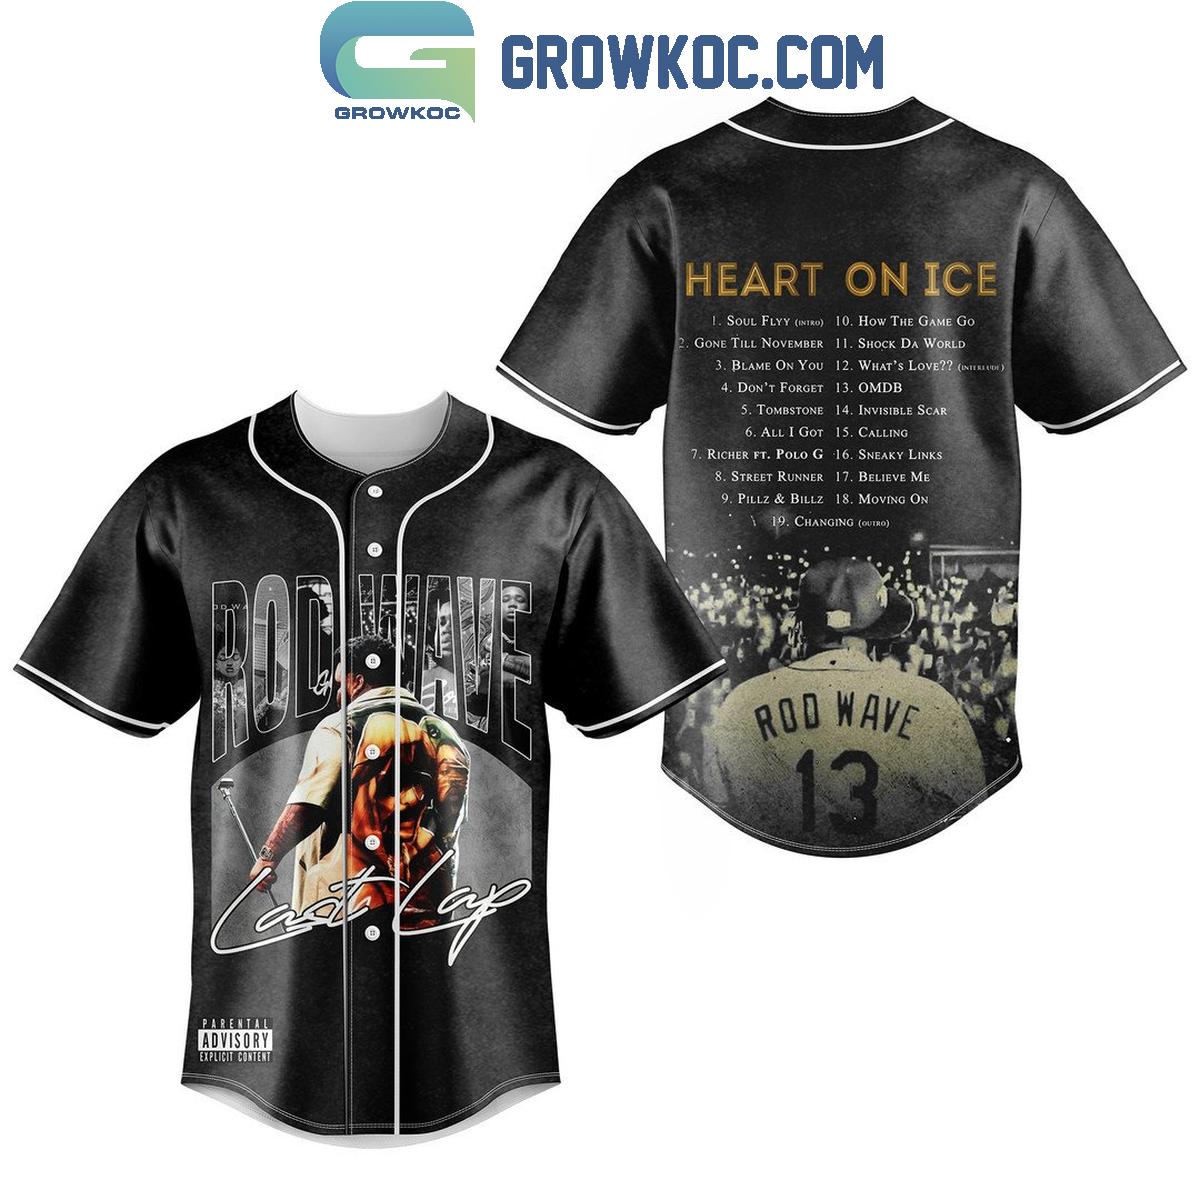 GROWKOC
GROWKOC.COM
HEART ON ICE
1. SOUL FLYY (INTRO)
2. GONE TILL NOVEMBER
3. BLAME ON YOU
4. DON'T FORGET
5. TOMBSTONE
6. ALL I GOT
7. RICHER FT. POLO G
8. STREET RUNNER
9. PILLZ & BILLZ
10. HOW THE GAME GO
11. SHOCK DA WORLD
12. WHAT'S LOVE?? (INTERLUDE)
13. OMDB
14. INVISIBLE SCAR
15. CALLING
16. SNEAKY LINKS
17. BELIEVE ME
18. MOVING ON
19. CHANGING (OUTRO)
ROD WAVE
13
ROD WAVE
Last Lap
PARENTAL
ADVISORY
EXPLICIT CONTENT